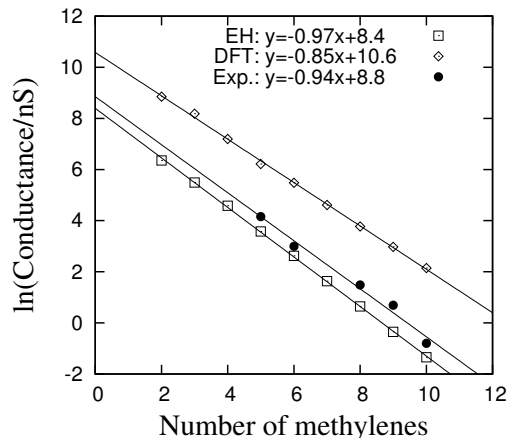 EH: y=-0.97x+8.4
DFT: y=-0.85x+10.6
Exp.: y=-0.94x+8.8
ln(Conductance/nS)
12
10
8
6
4
2
0
-2
0 2 4 6 8 10 12
Number of methylenes